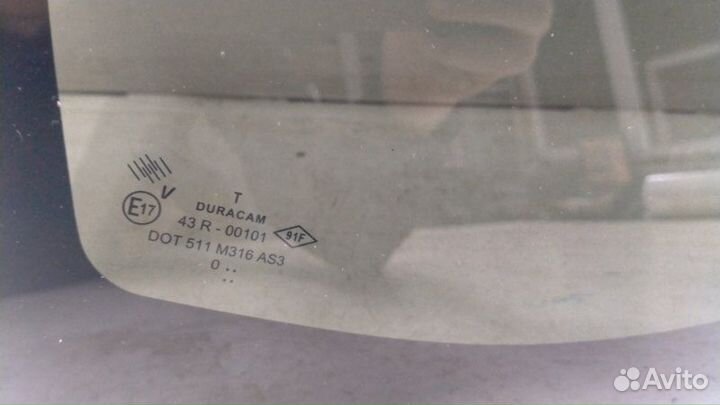 T
V
DURACAM
E17
43 R - 00101
91F
DOT 511 M316 AS3
0 ..
..
Avito